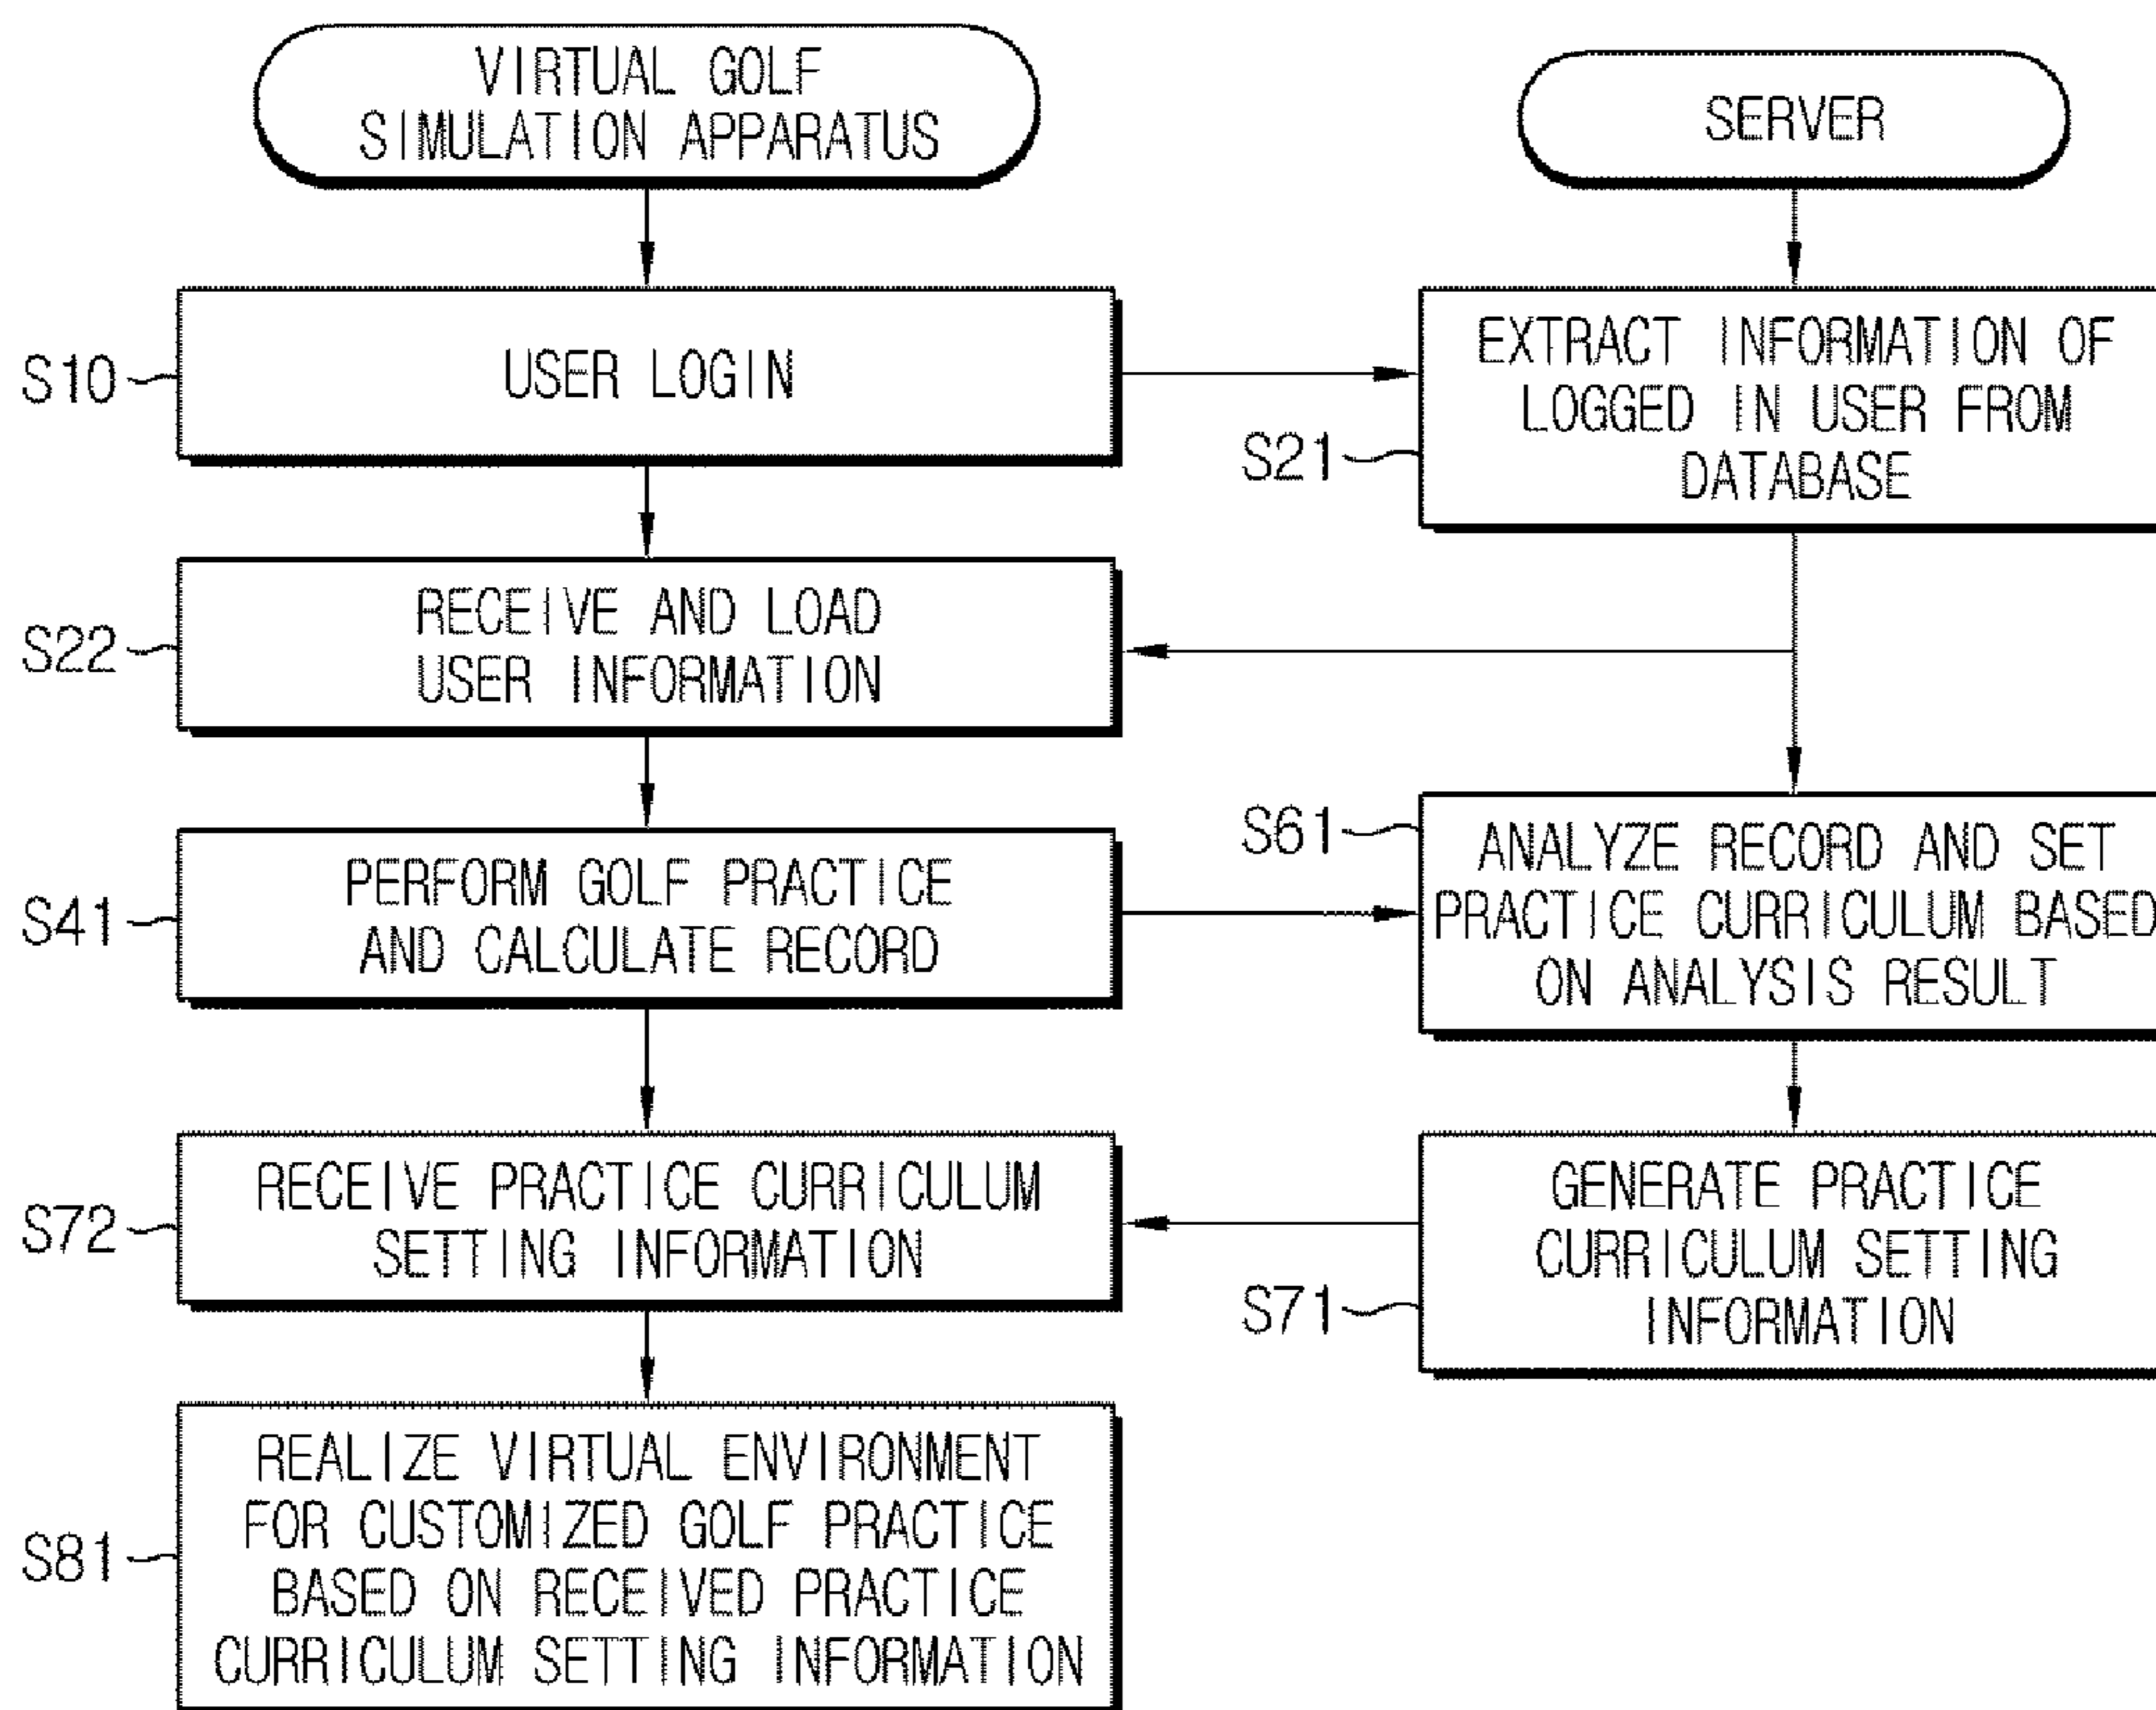 VIRTUAL GOLF
SIMULATION APPARATUS
SERVER
S10
USER LOGIN
EXTRACT INFORMATION OF
LOGGED IN USER FROM
DATABASE
S21
S22
RECEIVE AND LOAD
USER INFORMATION
S41
PERFORM GOLF PRACTICE
AND CALCULATE RECORD
S61
ANALYZE RECORD AND SET
PRACTICE CURRICULUM BASED
ON ANALYSIS RESULT
S72
RECEIVE PRACTICE CURRICULUM
SETTING INFORMATION
GENERATE PRACTICE
CURRICULUM SETTING
INFORMATION
S71
S81
REALIZE VIRTUAL ENVIRONMENT
FOR CUSTOMIZED GOLF PRACTICE
BASED ON RECEIVED PRACTICE
CURRICULUM SETTING INFORMATION